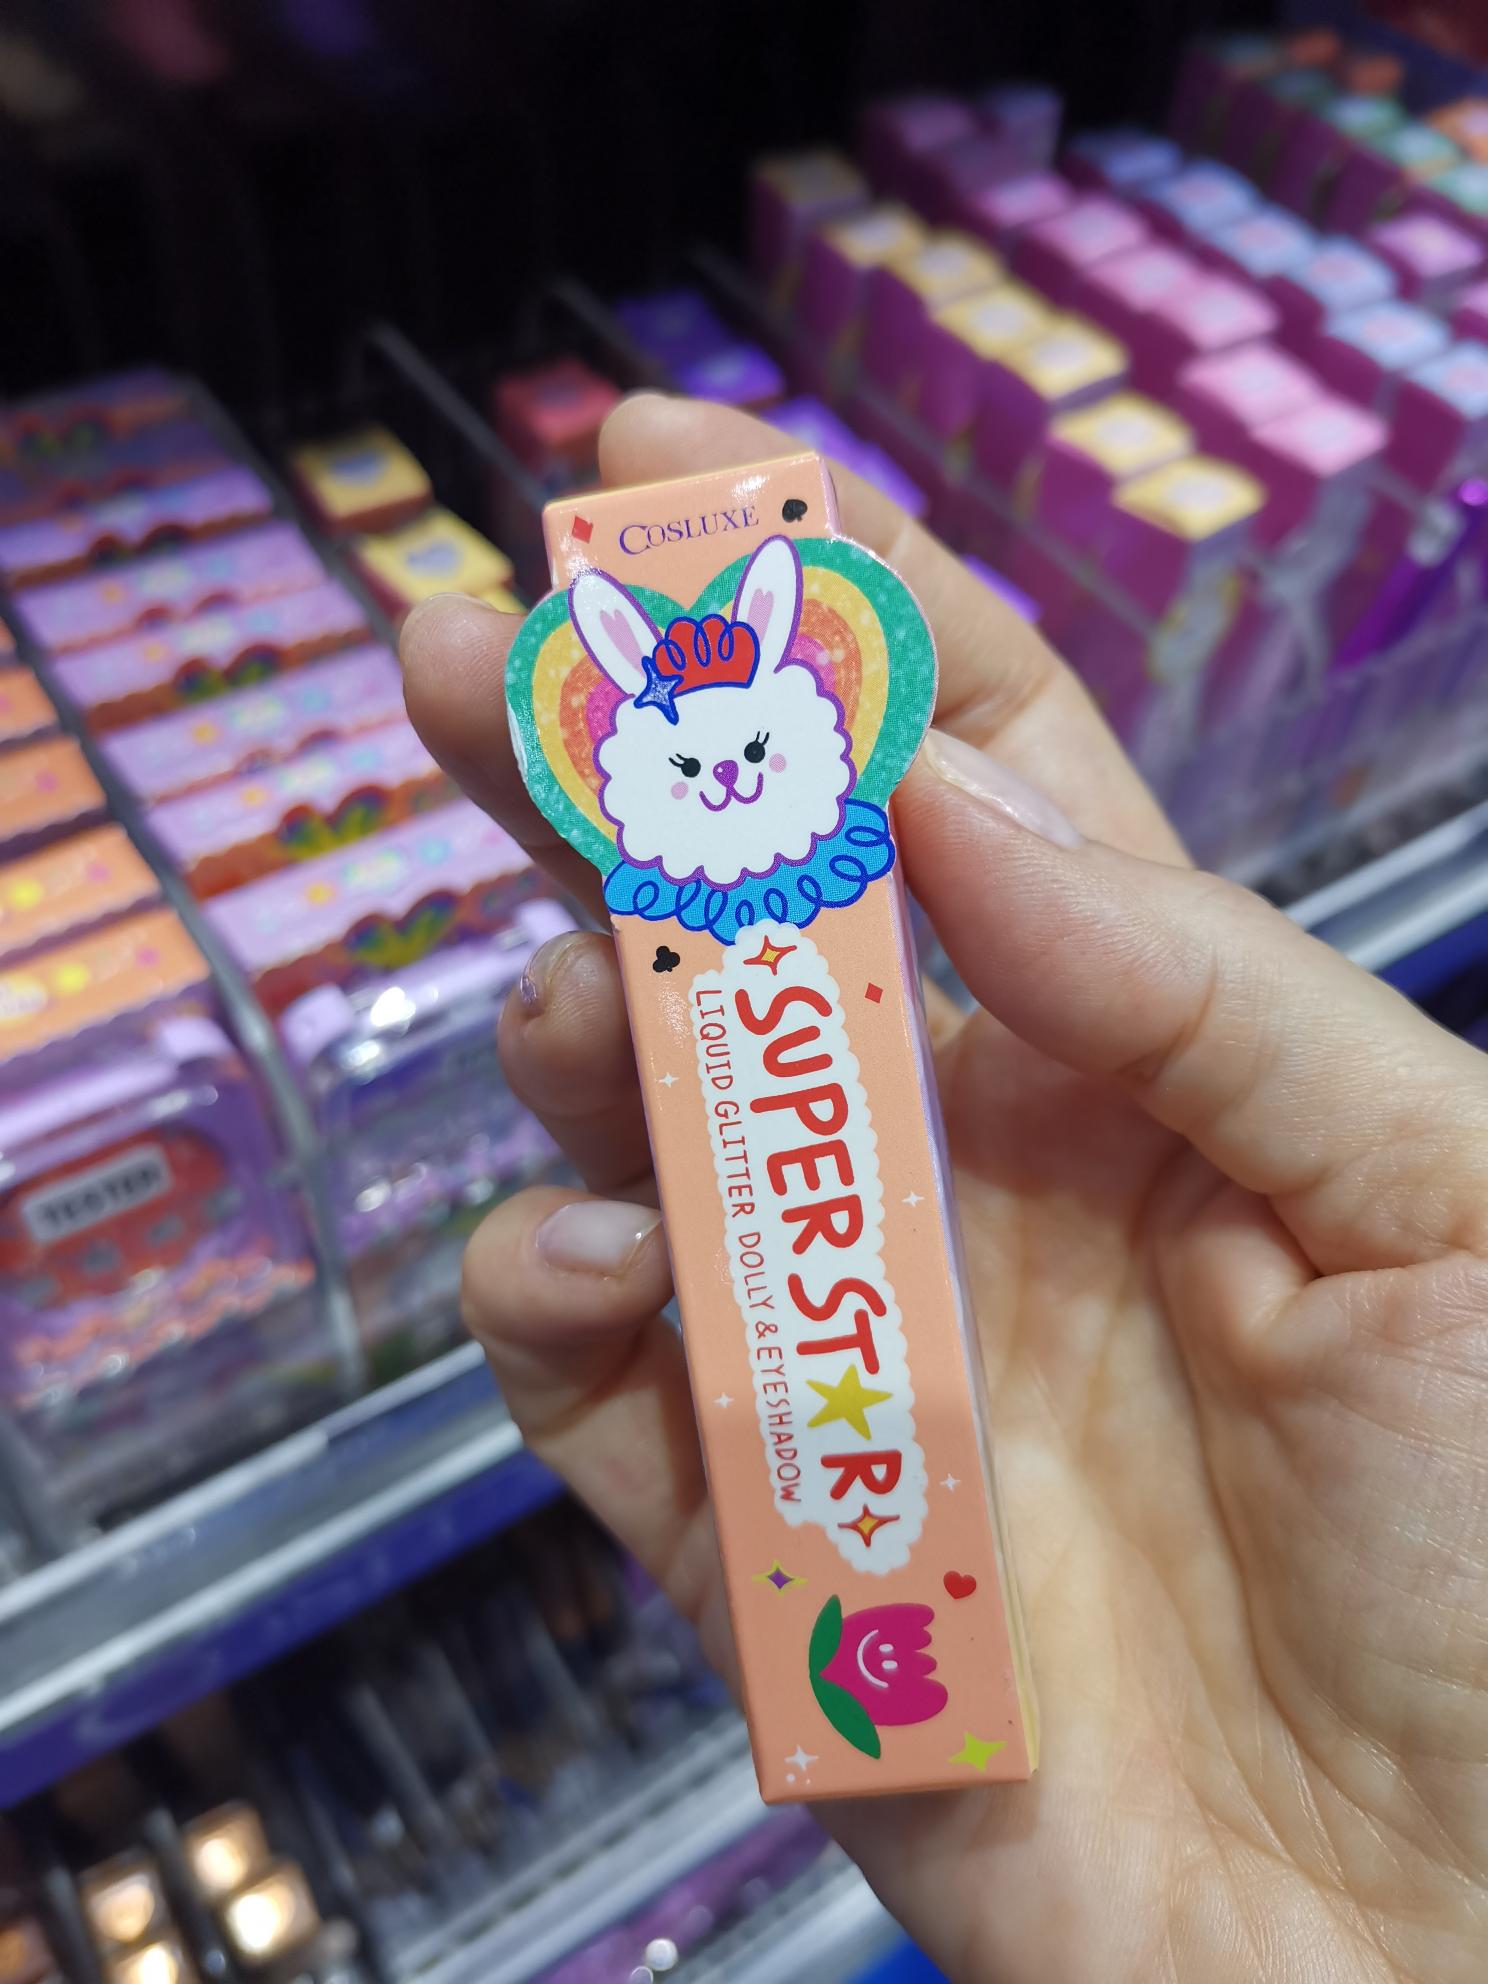 COSLUXE
SUPER STAR
LIQUID GLITTER DOLLY & EYESHADOW
TESTER